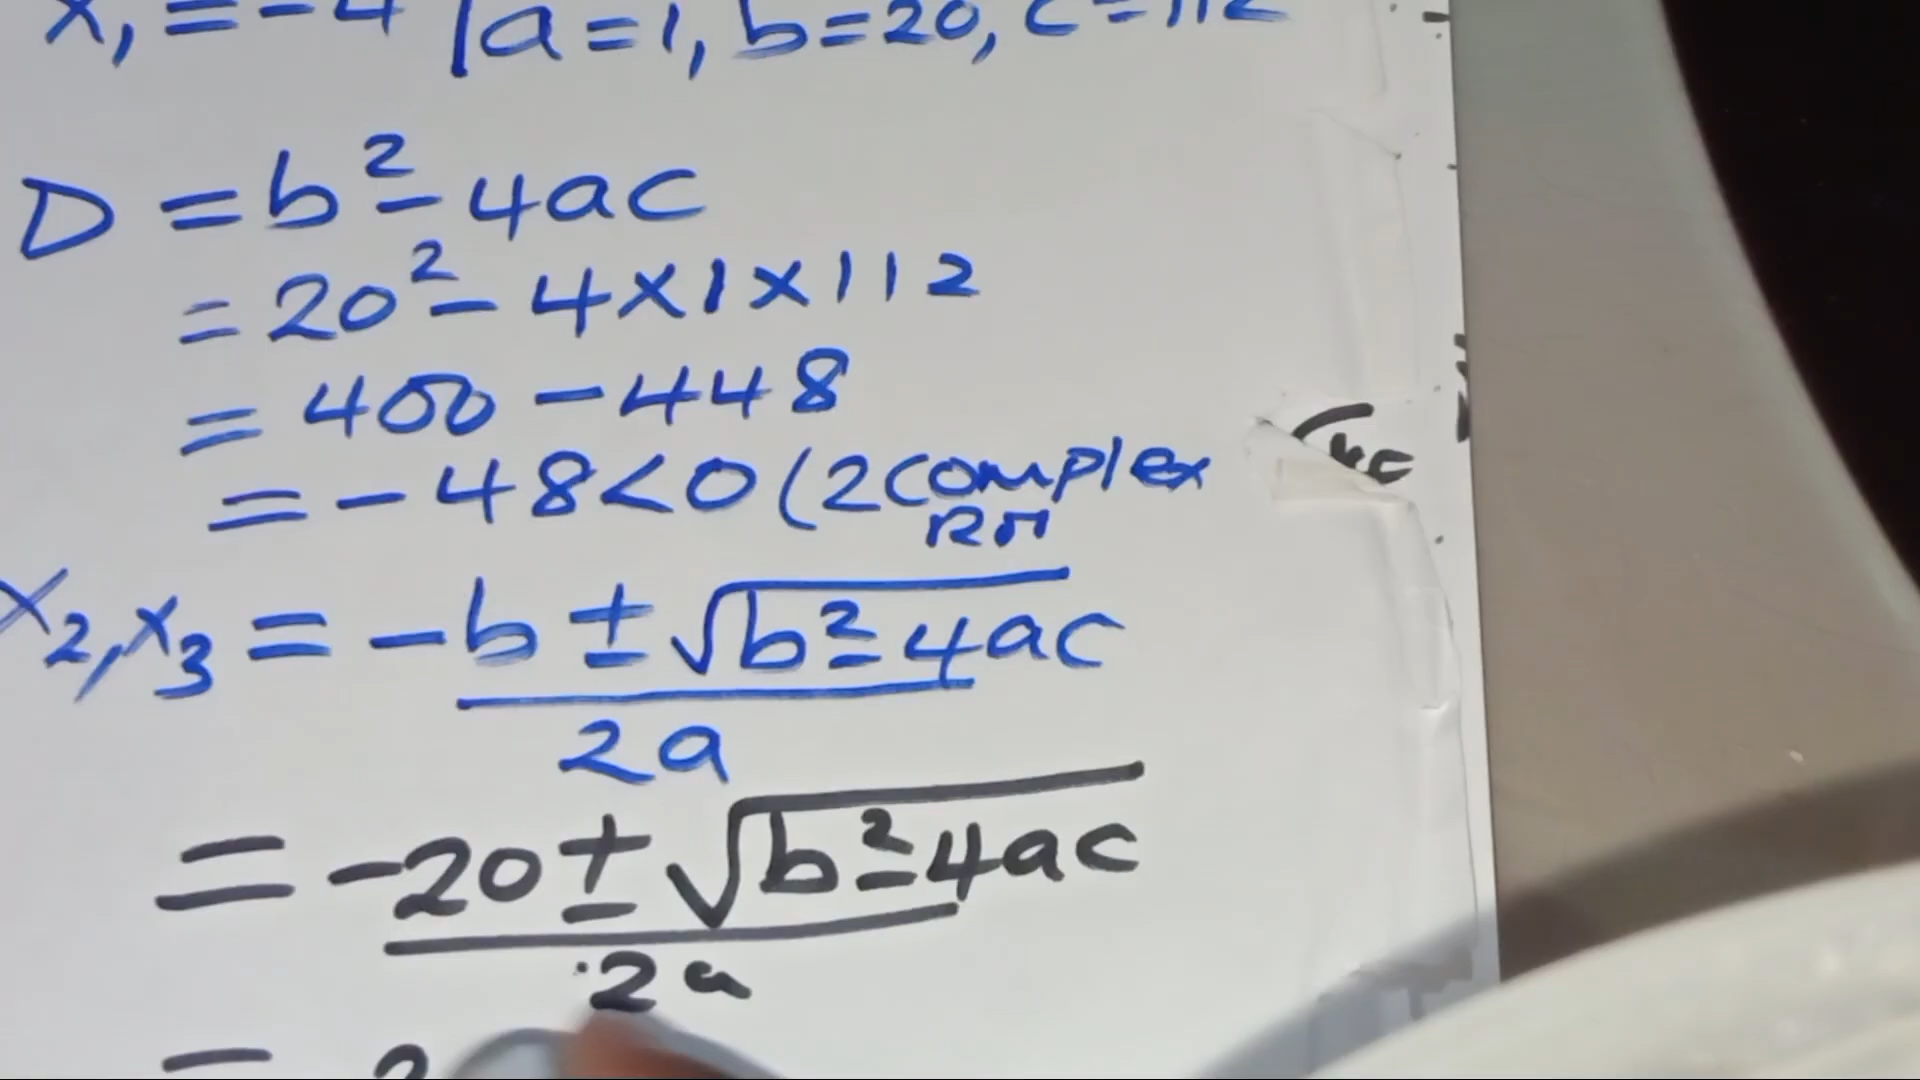 x₁ = -4 | a = 1, b = 20, c = 112
D = b² - 4ac
= 20² - 4 × 1 × 112
= 400 - 448
= -48 < 0 (2 complex
x₂, x₃ = -b ± √b² - 4ac
2a
= -20 ± √b² - 4ac
2a